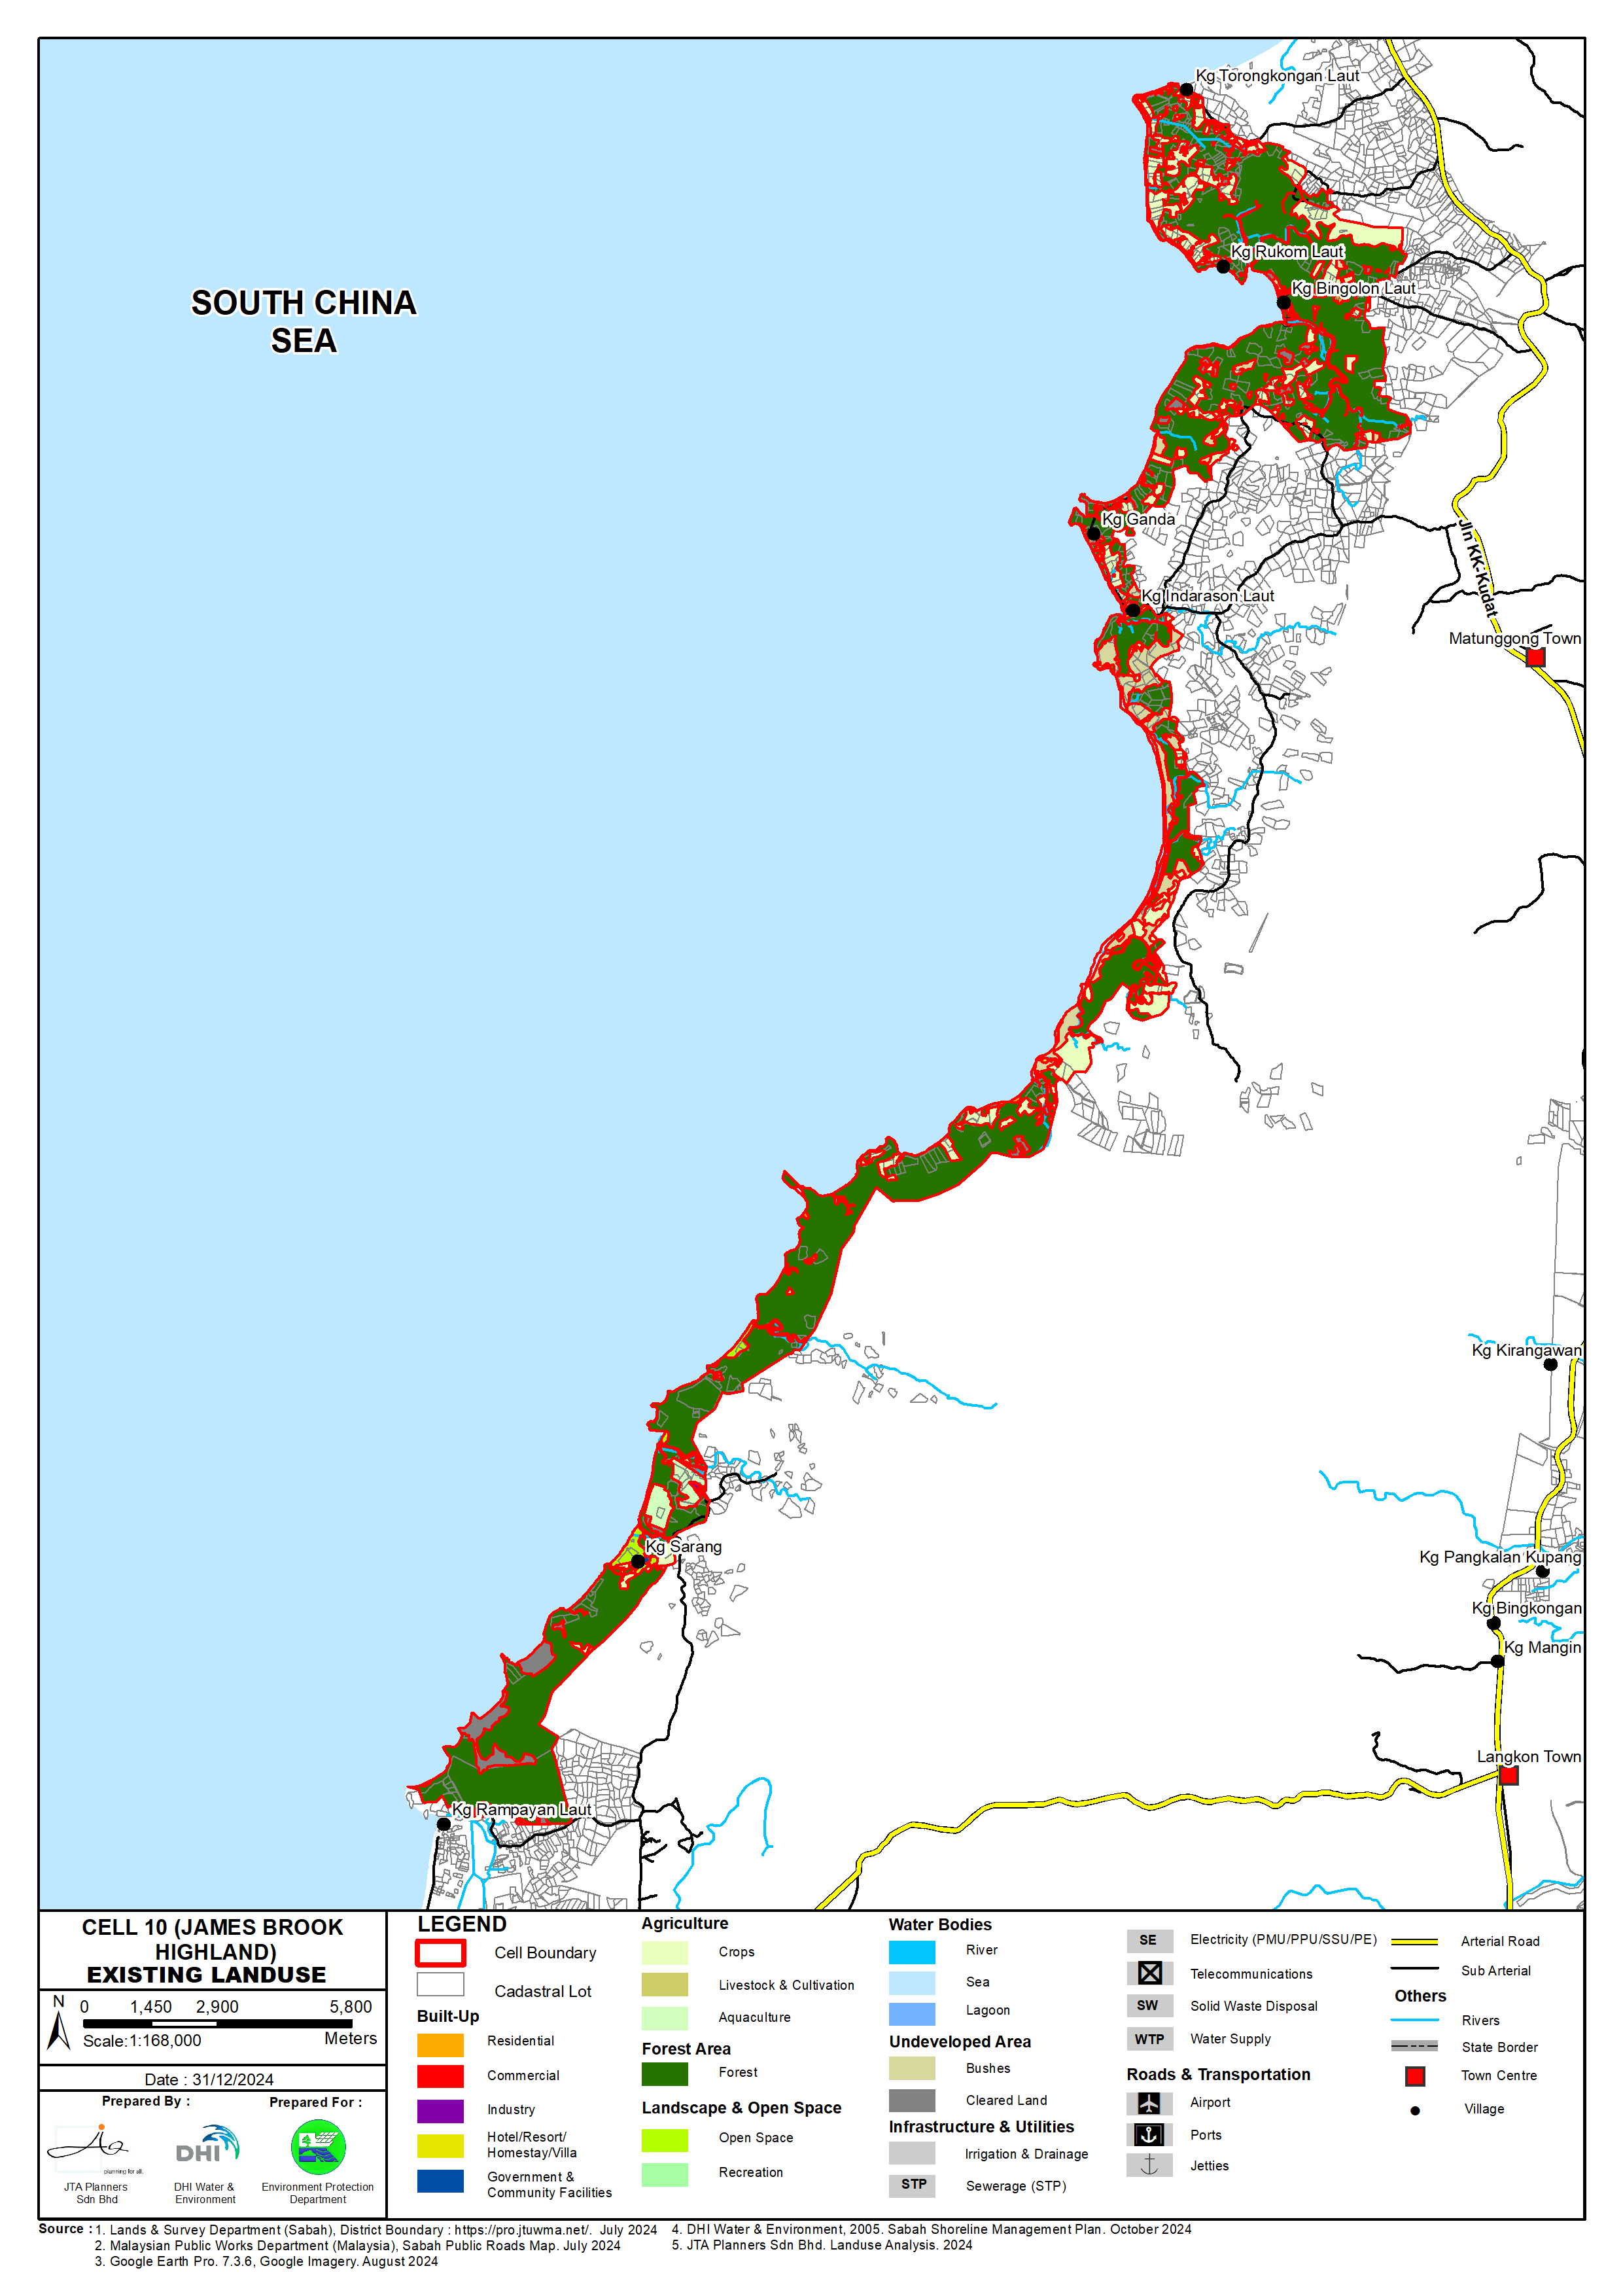 Kg Torongkongan Laut
Kg Rukom Laut
Kg Bingolon Laut
SOUTH CHINA
SEA
Kg Ganda
Jln KK-Kudat
Kg Indarason Laut
Matunggong Town
Kg Kirangawan
Kg Sarang
Kg Pangkalan Kupang
Kg Bingkongan
Kg Mangin
Langkon Town
Kg Rampayan Laut
CELL 10 (JAMES BROOK
HIGHLAND)
EXISTING LANDUSE
N
0 1,450 2,900 5,800
Scale:1:168,000 Meters
Date : 31/12/2024
Prepared By : Prepared For :
planning for all.
DHI
JTA Planners
Sdn Bhd
DHI Water &
Environment
Environment Protection
Department
LEGEND
Cell Boundary
Cadastral Lot
Built-Up
Residential
Commercial
Industry
Hotel/Resort/
Homestay/Villa
Government &
Community Facilities
Agriculture
Crops
Livestock & Cultivation
Aquaculture
Forest Area
Forest
Landscape & Open Space
Open Space
Recreation
Water Bodies
River
Sea
Lagoon
Undeveloped Area
Bushes
Cleared Land
Infrastructure & Utilities
Irrigation & Drainage
STP Sewerage (STP)
SE Electricity (PMU/PPU/SSU/PE)
Telecommunications
SW Solid Waste Disposal
WTP Water Supply
Roads & Transportation
Airport
Ports
Jetties
Arterial Road
Sub Arterial
Others
Rivers
State Border
Town Centre
Village
Source : 1. Lands & Survey Department (Sabah), District Boundary : https://pro.jtuwma.net/. July 2024
2. Malaysian Public Works Department (Malaysia), Sabah Public Roads Map. July 2024
3. Google Earth Pro. 7.3.6, Google Imagery. August 2024
4. DHI Water & Environment, 2005. Sabah Shoreline Management Plan. October 2024
5. JTA Planners Sdn Bhd. Landuse Analysis. 2024